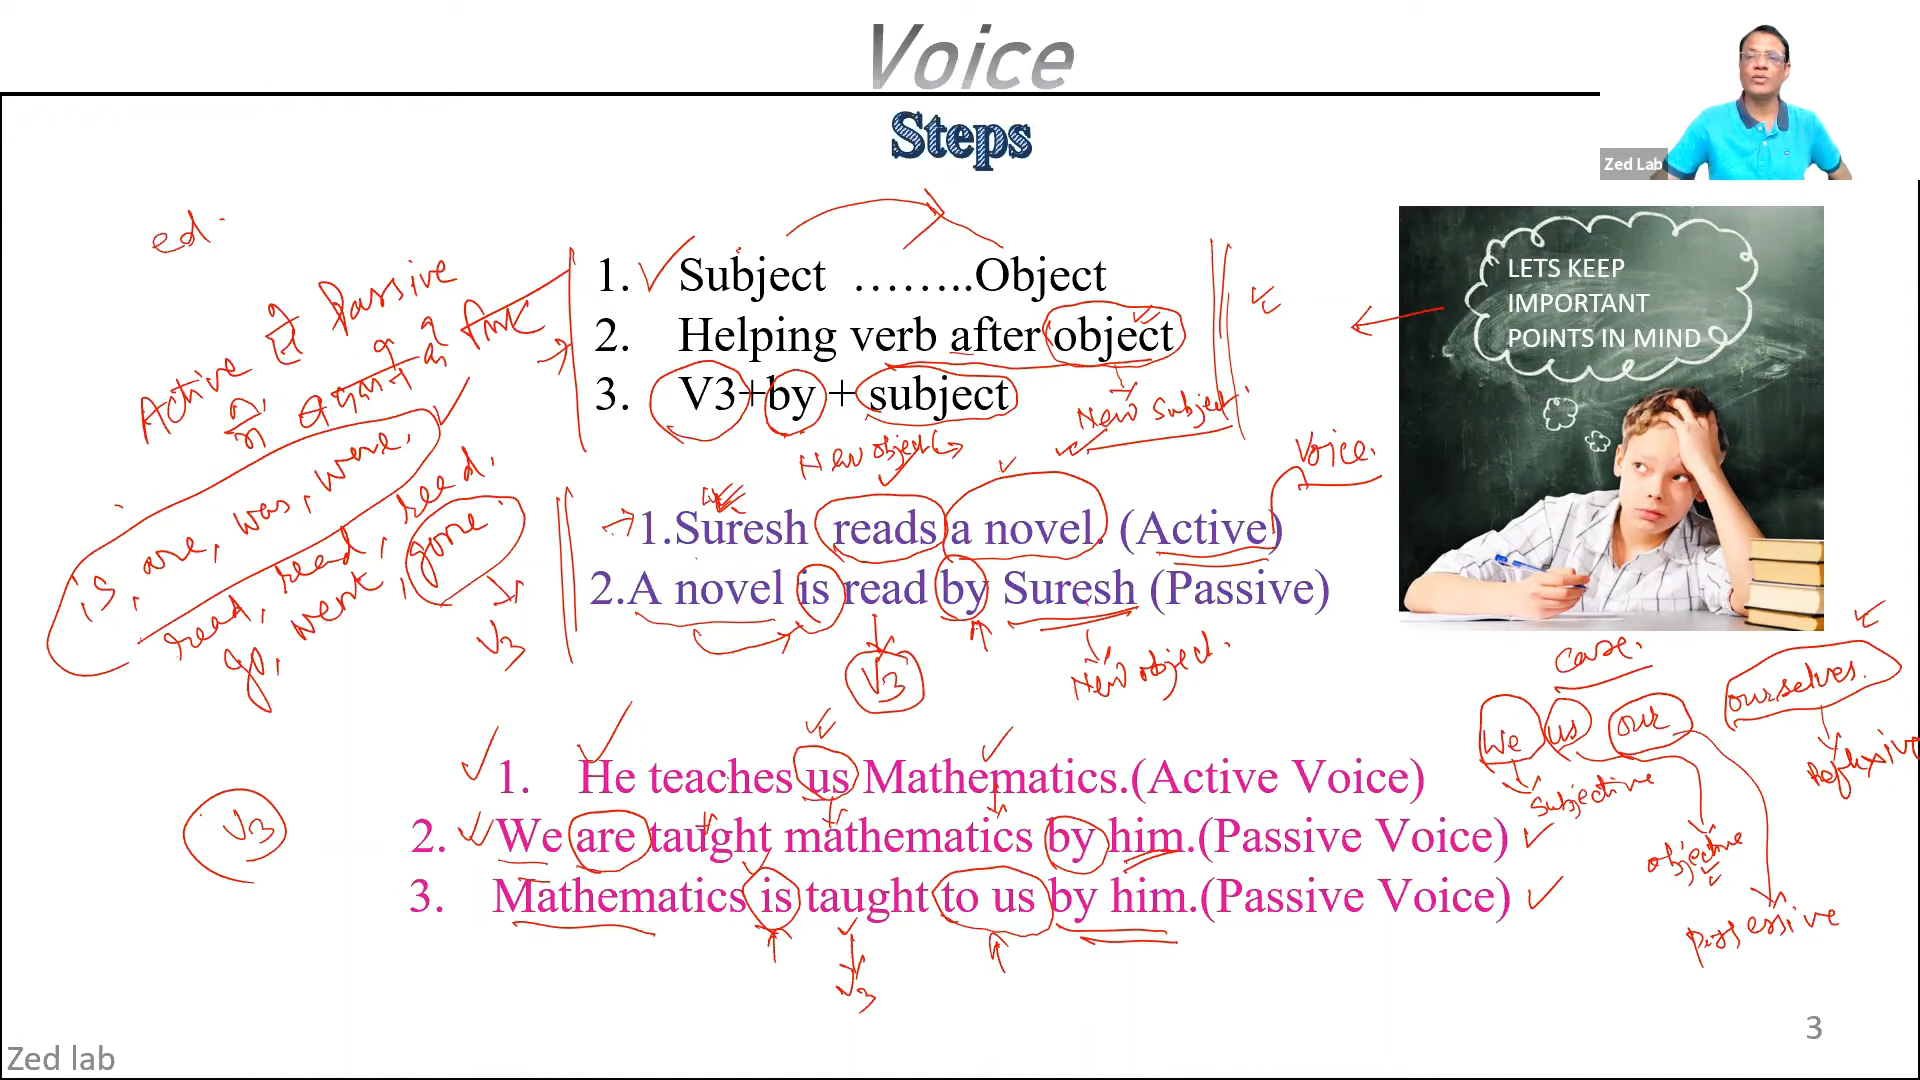 Voice
Steps
Zed Lab
ed.
1. Subject ……..Object
2. Helping verb after object
3. V3+by + subject
LETS KEEP
IMPORTANT
POINTS IN MIND
Active से Passive
में बनाने के लिए
is, are, was, were,
read, read, read.
go, went, gone.
V3
New object
New Subject
Voice.
1.Suresh reads a novel. (Active)
2.A novel is read by Suresh (Passive)
V3
New object.
Case.
We us our ourselves.
Subjective
Objective
Possessive
Reflexive
1. He teaches us Mathematics.(Active Voice)
2. We are taught mathematics by him.(Passive Voice)
3. Mathematics is taught to us by him.(Passive Voice)
V3
V3
3
Zed lab